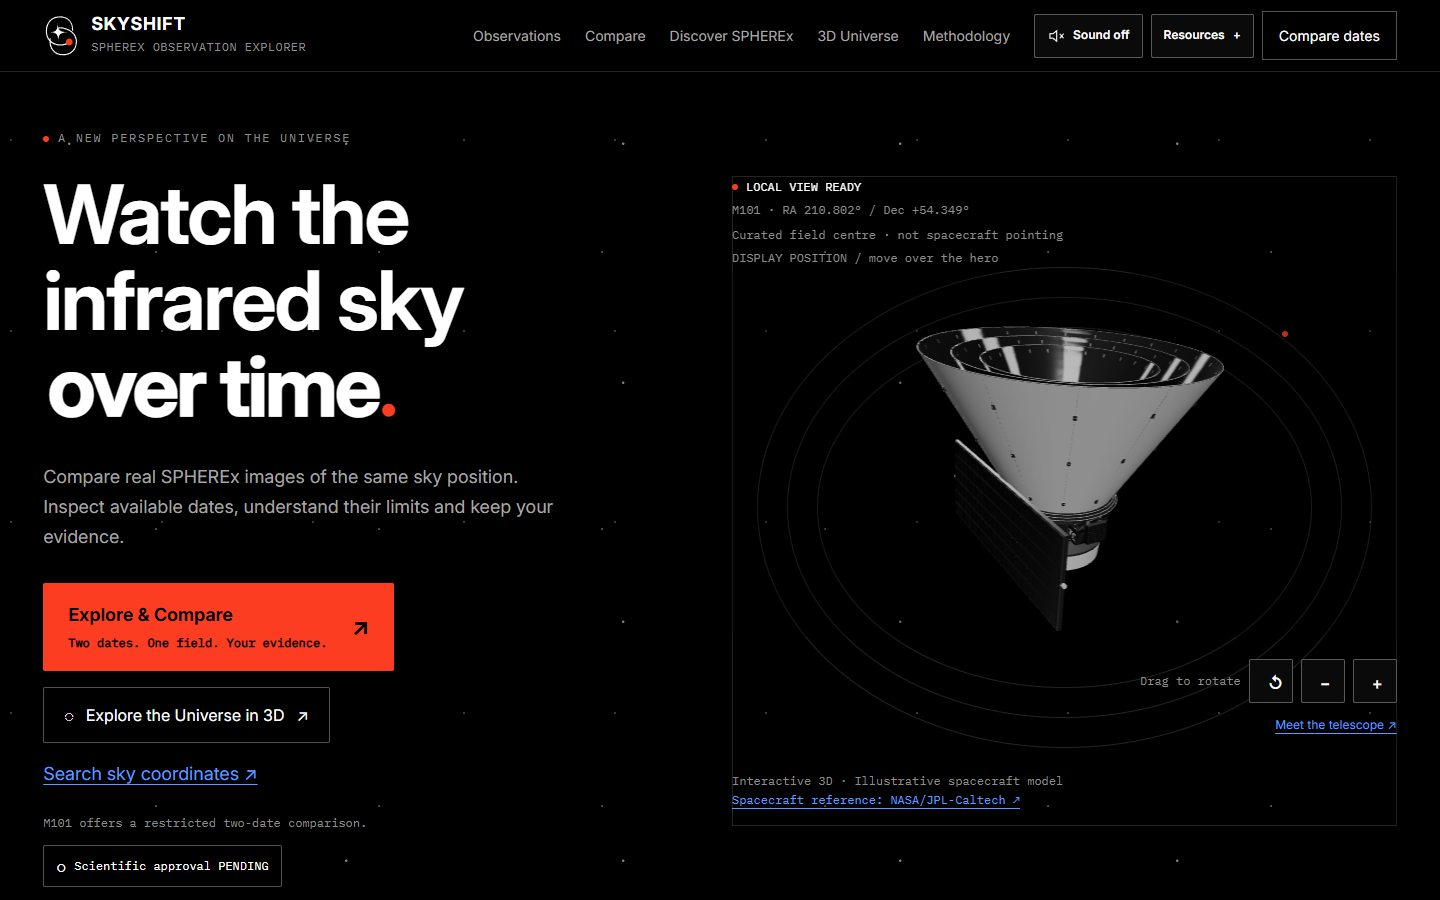 SKYSHIFT
SPHEREX OBSERVATION EXPLORER
Observations
Compare
Discover SPHEREx
3D Universe
Methodology
Sound off
Resources +
Compare dates
A NEW PERSPECTIVE ON THE UNIVERSE
Watch the
infrared sky
over time.
Compare real SPHEREx images of the same sky position.
Inspect available dates, understand their limits and keep your
evidence.
Explore & Compare ↗
Two dates. One field. Your evidence.
Explore the Universe in 3D ↗
Search sky coordinates ↗
M101 offers a restricted two-date comparison.
Scientific approval PENDING
LOCAL VIEW READY
M101 · RA 210.802° / Dec +54.349°
Curated field centre · not spacecraft pointing
DISPLAY POSITION / move over the hero
Drag to rotate
−
+
Meet the telescope ↗
Interactive 3D · Illustrative spacecraft model
Spacecraft reference: NASA/JPL-Caltech ↗